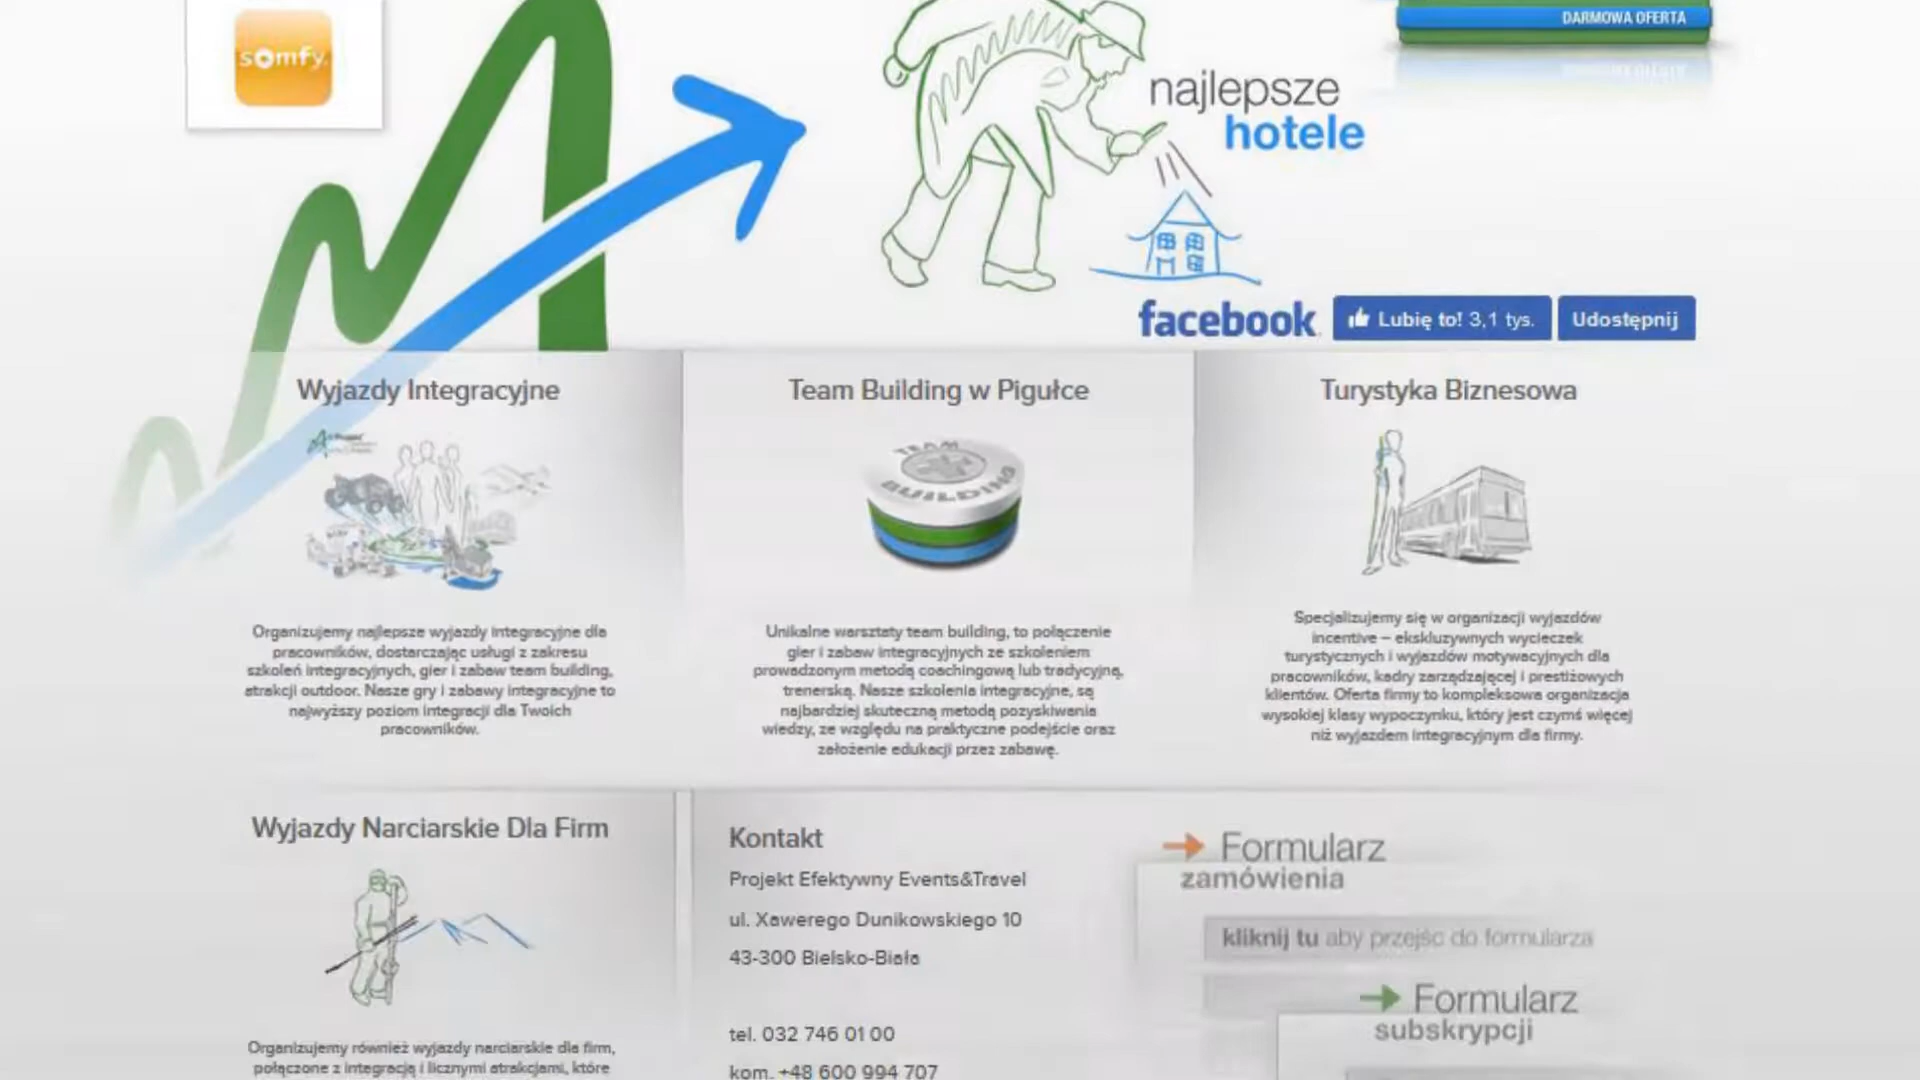 somfy.
DARMOWA OFERTA
najlepsze
hotele
facebook
Lubię to! 3,1 tys.
Udostępnij
Wyjazdy Integracyjne
Organizujemy najlepsze wyjazdy integracyjne dla
pracowników, dostarczając usługi z zakresu
szkoleń integracyjnych, gier i zabaw team building,
atrakcji outdoor. Nasze gry i zabawy integracyjne to
najwyższy poziom integracji dla Twoich
pracowników.
Team Building w Pigułce
TEAM
BUILDING
Unikalne warsztaty team building, to połączenie
gier i zabaw integracyjnych ze szkoleniem
prowadzonym metodą coachingową lub tradycyjną,
trenerską. Nasze szkolenia integracyjne, są
najbardziej skuteczną metodą pozyskiwania
wiedzy, ze względu na praktyczne podejście oraz
założenie edukacji przez zabawę.
Turystyka Biznesowa
Specjalizujemy się w organizacji wyjazdów
incentive – ekskluzywnych wycieczek
turystycznych i wyjazdów motywacyjnych dla
pracowników, kadry zarządzającej i prestiżowych
klientów. Oferta firmy to kompleksowa organizacja
wysokiej klasy wypoczynku, który jest czymś więcej
niż wyjazdem integracyjnym dla firmy.
Wyjazdy Narciarskie Dla Firm
Organizujemy również wyjazdy narciarskie dla firm,
połączone z integracją i licznymi atrakcjami, które
Kontakt
Projekt Efektywny Events&Travel
ul. Xawerego Dunikowskiego 10
43-300 Bielsko-Biała
tel. 032 746 01 00
kom. +48 600 994 707
Formularz
zamówienia
kliknij tu aby przejść do formularza
Formularz
subskrypcji